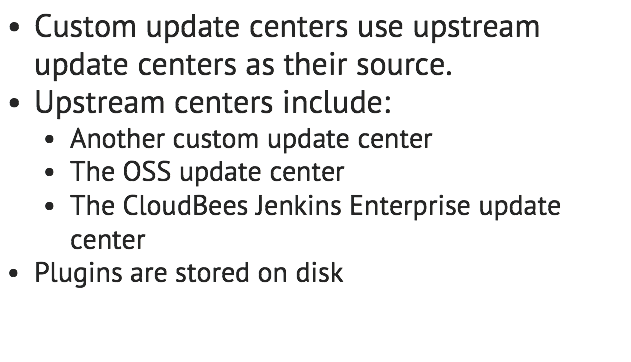 • Custom update centers use upstream
update centers as their source.
• Upstream centers include:
• Another custom update center
• The OSS update center
• The CloudBees Jenkins Enterprise update
center
• Plugins are stored on disk